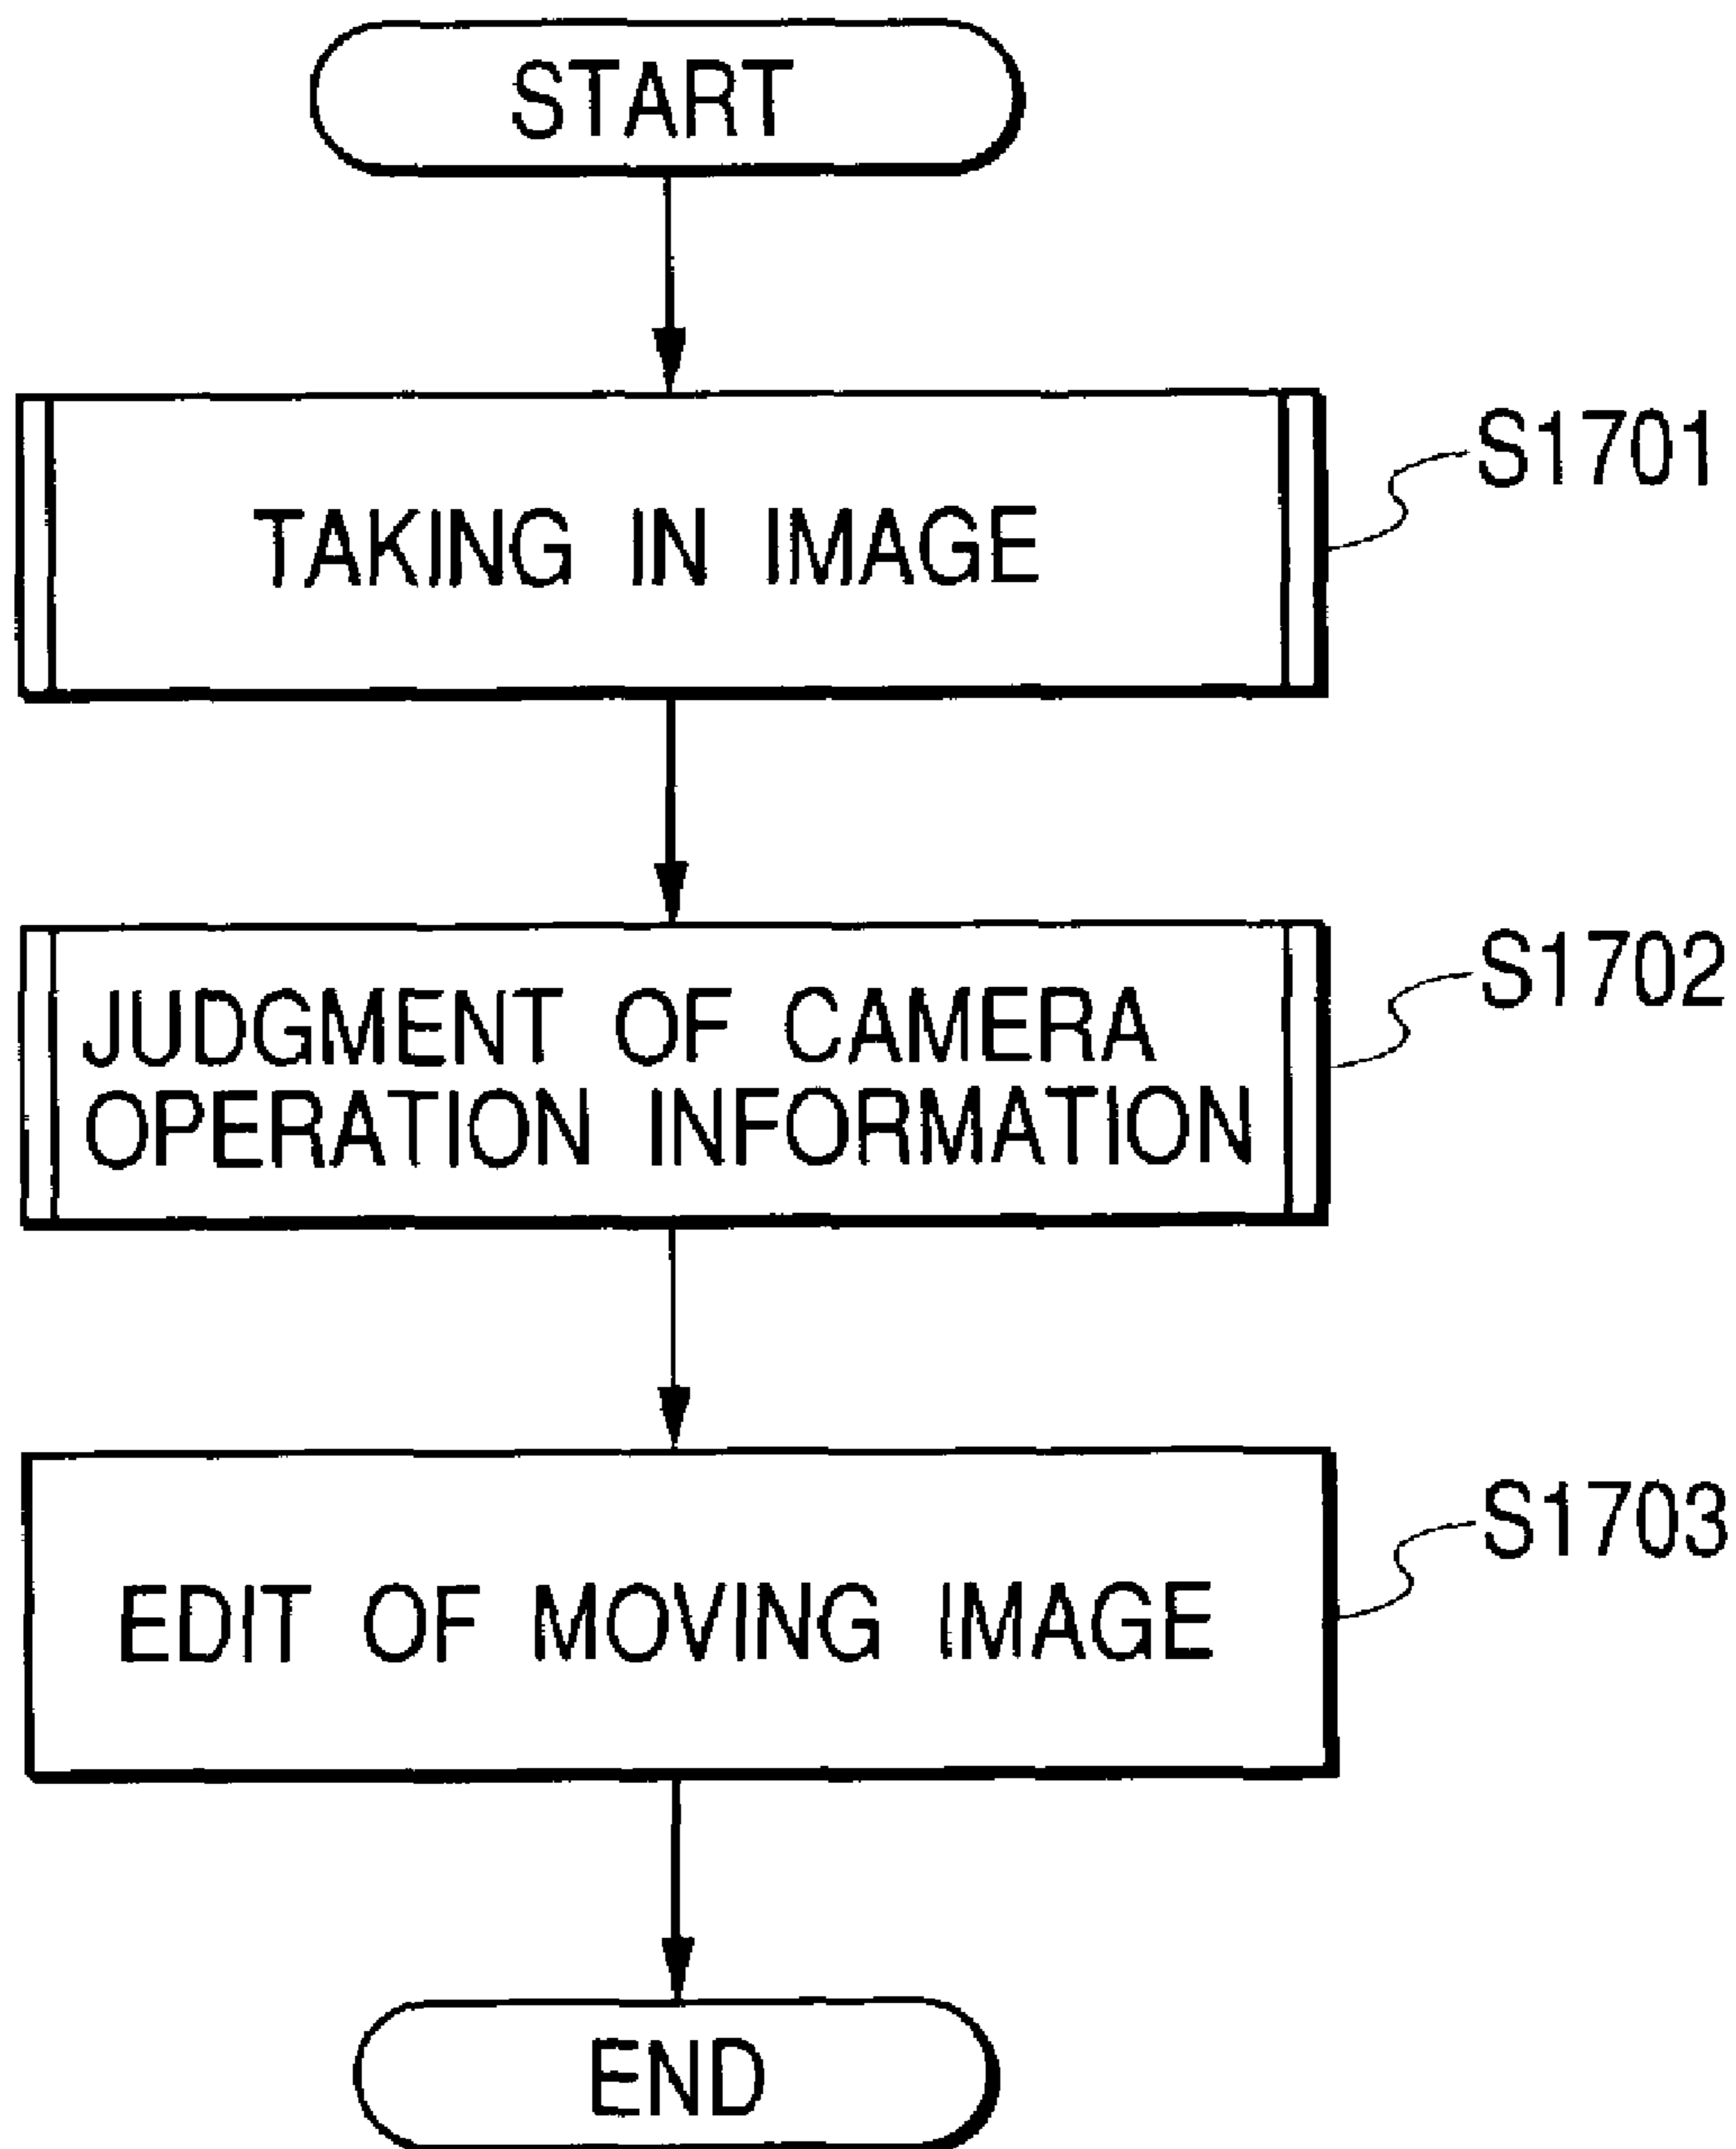 START
TAKING IN IMAGE
S1701
JUDGMENT OF CAMERA
OPERATION INFORMATION
S1702
EDIT OF MOVING IMAGE
S1703
END